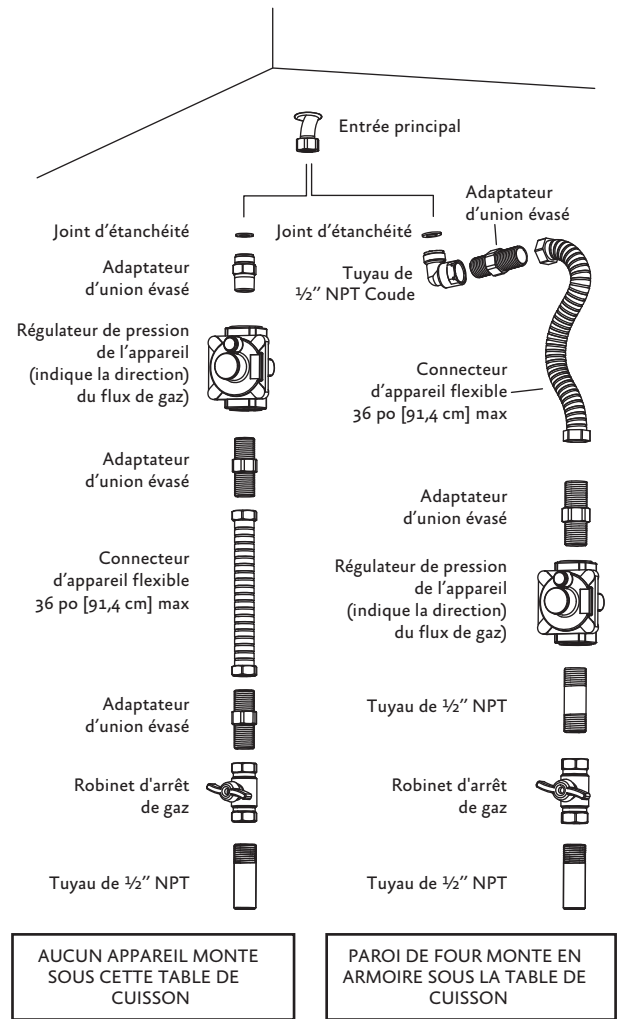 Entrée principal
Joint d'étanchéité
Adaptateur
d'union évasé
Régulateur de pression
de l'appareil
(indique la direction)
du flux de gaz)
Adaptateur
d'union évasé
Connecteur
d'appareil flexible
36 po [91,4 cm] max
Adaptateur
d'union évasé
Robinet d'arrêt
de gaz
Tuyau de ½" NPT
AUCUN APPAREIL MONTE
SOUS CETTE TABLE DE
CUISSON
Adaptateur
d'union évasé
Joint d'étanchéité
Tuyau de
½" NPT Coude
Connecteur
d'appareil flexible
36 po [91,4 cm] max
Adaptateur
d'union évasé
Régulateur de pression
de l'appareil
(indique la direction)
du flux de gaz)
Tuyau de ½" NPT
Robinet d'arrêt
de gaz
Tuyau de ½" NPT
PAROI DE FOUR MONTE EN
ARMOIRE SOUS LA TABLE DE
CUISSON